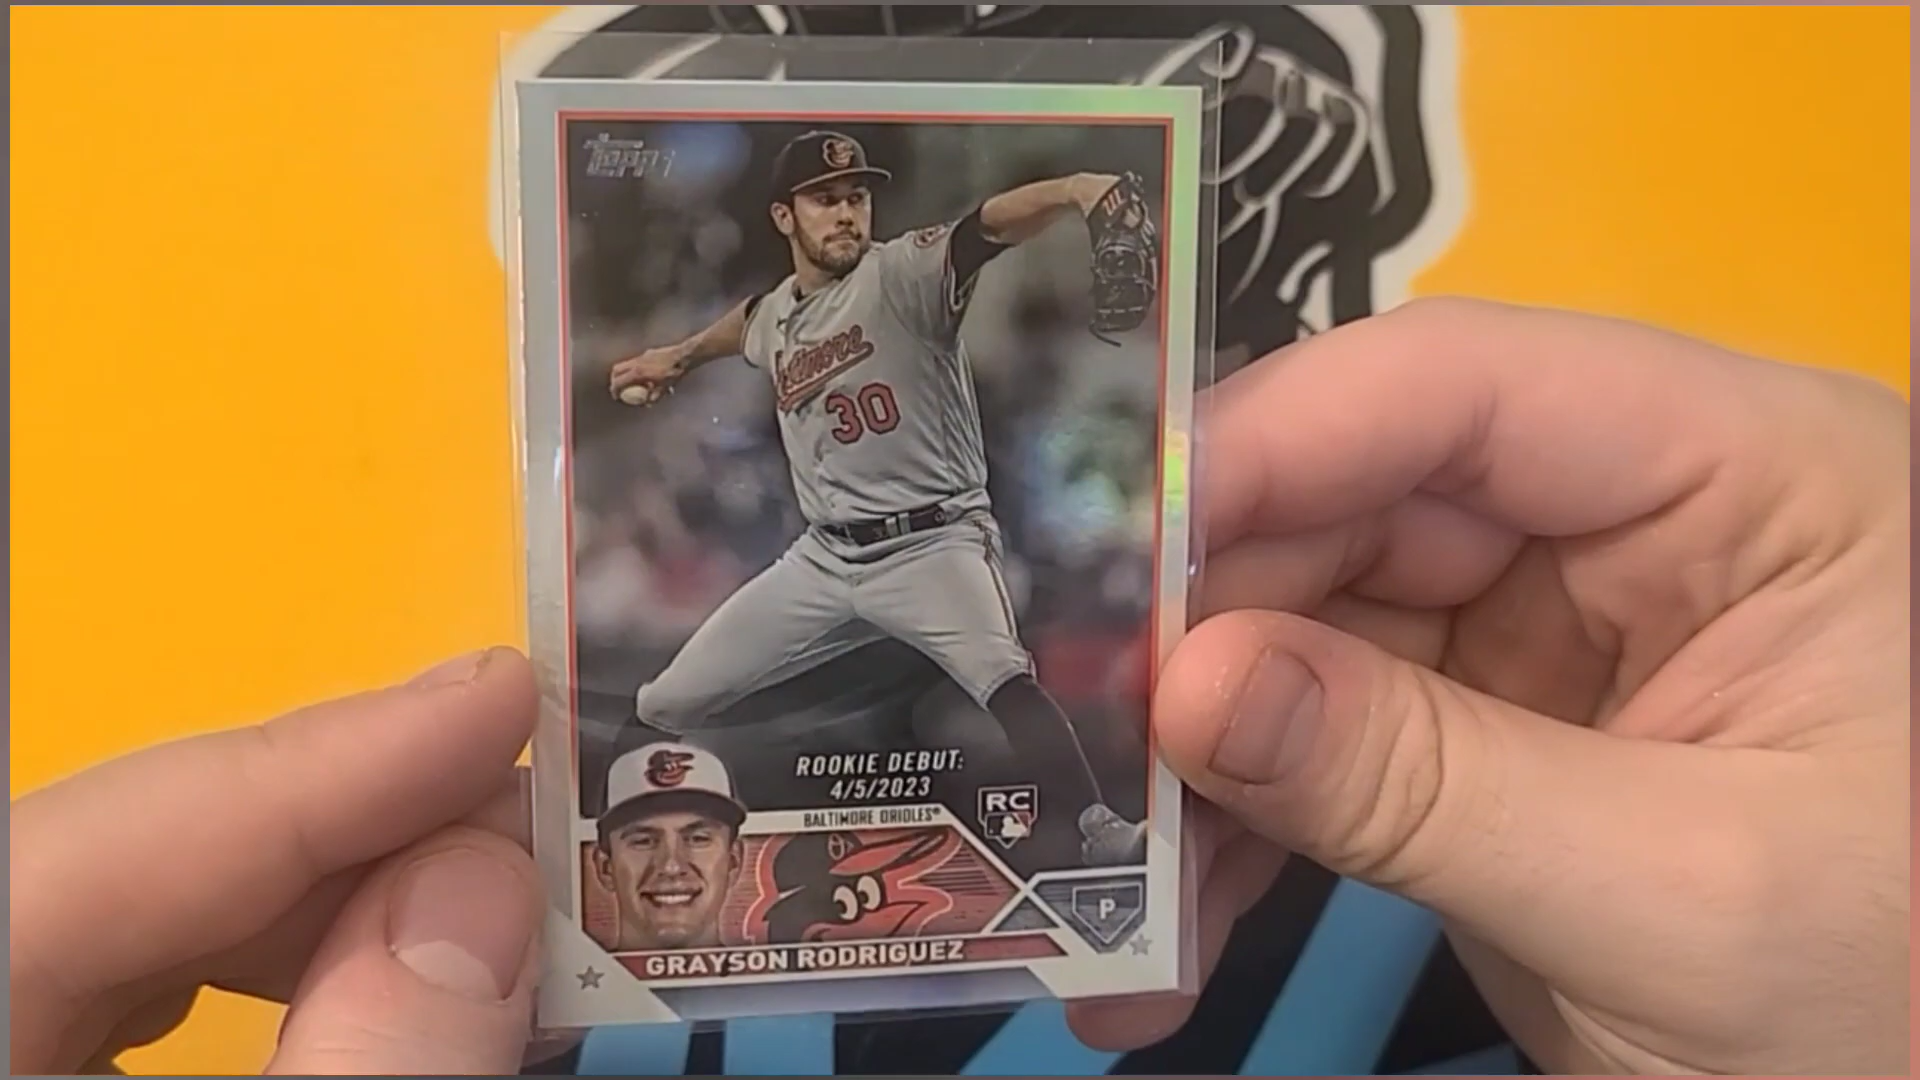 TOPPS
Baltimore
30
ROOKIE DEBUT:
4/5/2023
BALTIMORE ORIOLES®
RC
P
GRAYSON RODRIGUEZ